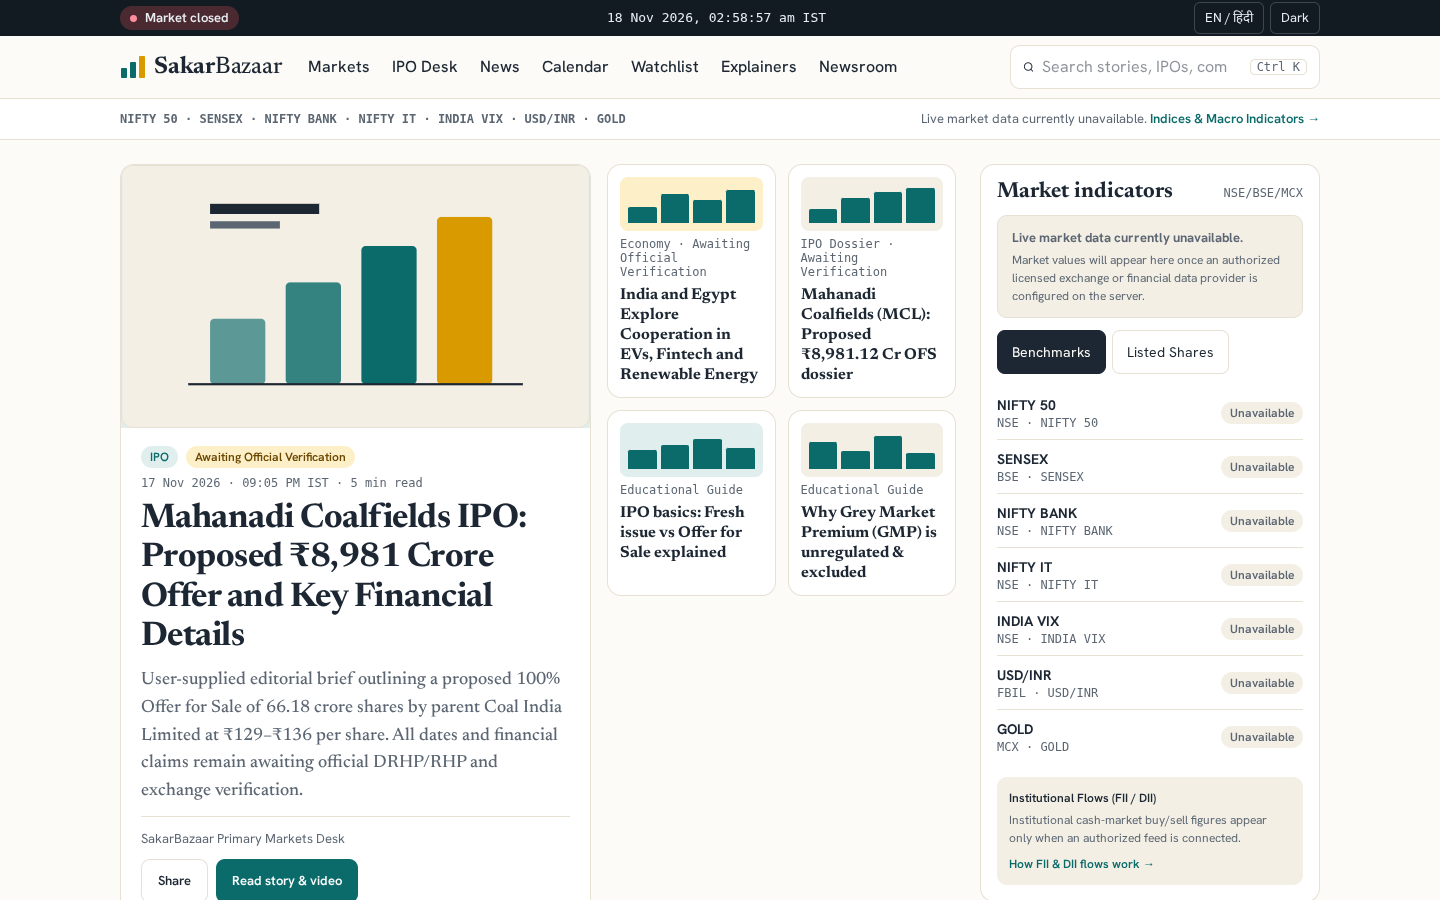 Market closed
18 Nov 2026, 02:58:57 am IST
EN / हिंदी
Dark
SakarBazaar
Markets
IPO Desk
News
Calendar
Watchlist
Explainers
Newsroom
Search stories, IPOs, com
Ctrl K
NIFTY 50 · SENSEX · NIFTY BANK · NIFTY IT · INDIA VIX · USD/INR · GOLD
Live market data currently unavailable. Indices & Macro Indicators →
IPO
Awaiting Official Verification
17 Nov 2026 · 09:05 PM IST · 5 min read
Mahanadi Coalfields IPO:
Proposed ₹8,981 Crore
Offer and Key Financial
Details
User-supplied editorial brief outlining a proposed 100%
Offer for Sale of 66.18 crore shares by parent Coal India
Limited at ₹129–₹136 per share. All dates and financial
claims remain awaiting official DRHP/RHP and
exchange verification.
SakarBazaar Primary Markets Desk
Share
Read story & video
Economy · Awaiting
Official
Verification
India and Egypt
Explore
Cooperation in
EVs, Fintech and
Renewable Energy
IPO Dossier ·
Awaiting
Verification
Mahanadi
Coalfields (MCL):
Proposed
₹8,981.12 Cr OFS
dossier
Educational Guide
IPO basics: Fresh
issue vs Offer for
Sale explained
Educational Guide
Why Grey Market
Premium (GMP) is
unregulated &
excluded
Market indicators
NSE/BSE/MCX
Live market data currently unavailable.
Market values will appear here once an authorized
licensed exchange or financial data provider is
configured on the server.
Benchmarks
Listed Shares
NIFTY 50
NSE · NIFTY 50
Unavailable
SENSEX
BSE · SENSEX
Unavailable
NIFTY BANK
NSE · NIFTY BANK
Unavailable
NIFTY IT
NSE · NIFTY IT
Unavailable
INDIA VIX
NSE · INDIA VIX
Unavailable
USD/INR
FBIL · USD/INR
Unavailable
GOLD
MCX · GOLD
Unavailable
Institutional Flows (FII / DII)
Institutional cash-market buy/sell figures appear
only when an authorized feed is connected.
How FII & DII flows work →